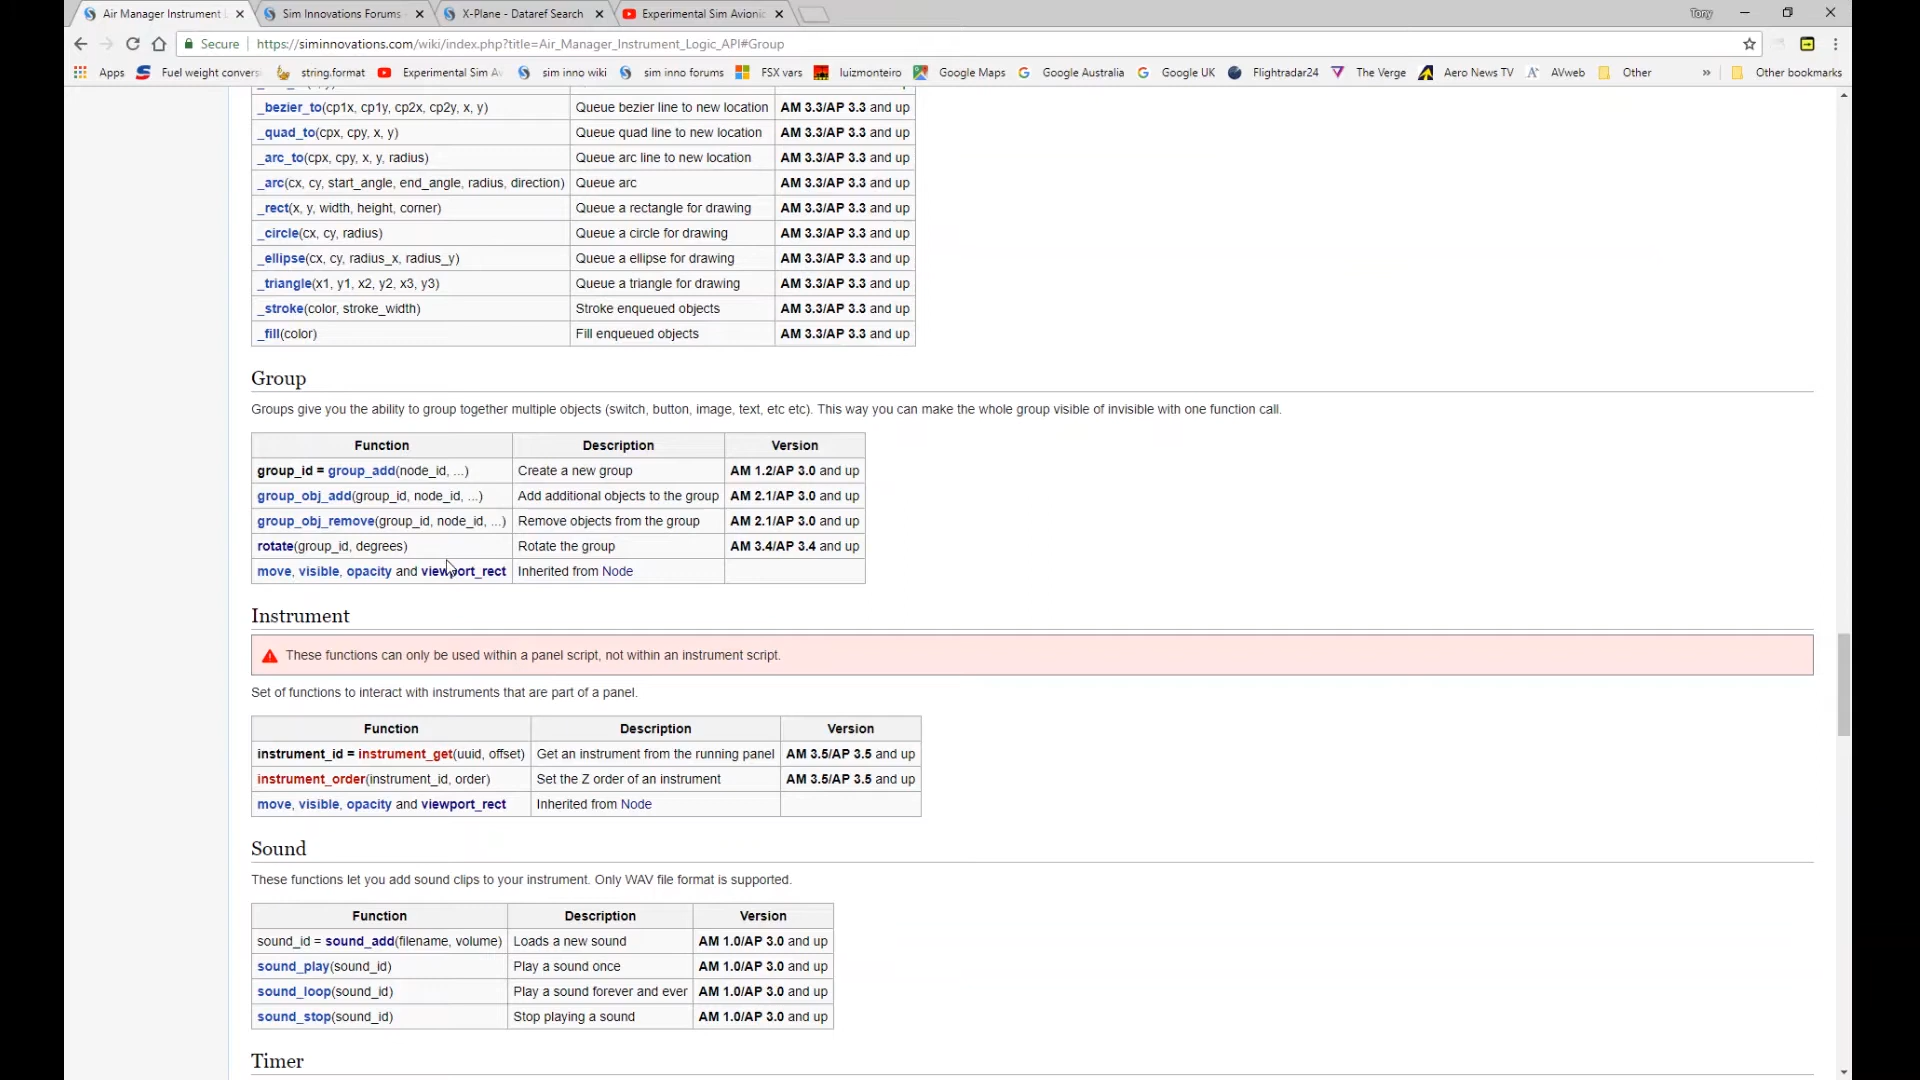 Air Manager Instrument
Sim Innovations Forums
X-Plane - Dataref Search
Experimental Sim Avionic
Tony
Secure
https://siminnovations.com/wiki/index.php?title=Air_Manager_Instrument_Logic_API#Group
Apps
Fuel weight convers
string.format
Experimental Sim Av
sim inno wiki
sim inno forums
FSX vars
luizmonteiro
Google Maps
Google Australia
Google UK
Flightradar24
The Verge
Aero News TV
AVweb
Other
»
Other bookmarks
_bezier_to(cp1x, cp1y, cp2x, cp2y, x, y) Queue bezier line to new location AM 3.3/AP 3.3 and up
_quad_to(cpx, cpy, x, y) Queue quad line to new location AM 3.3/AP 3.3 and up
_arc_to(cpx, cpy, x, y, radius) Queue arc line to new location AM 3.3/AP 3.3 and up
_arc(cx, cy, start_angle, end_angle, radius, direction) Queue arc AM 3.3/AP 3.3 and up
_rect(x, y, width, height, corner) Queue a rectangle for drawing AM 3.3/AP 3.3 and up
_circle(cx, cy, radius) Queue a circle for drawing AM 3.3/AP 3.3 and up
_ellipse(cx, cy, radius_x, radius_y) Queue a ellipse for drawing AM 3.3/AP 3.3 and up
_triangle(x1, y1, x2, y2, x3, y3) Queue a triangle for drawing AM 3.3/AP 3.3 and up
_stroke(color, stroke_width) Stroke enqueued objects AM 3.3/AP 3.3 and up
_fill(color) Fill enqueued objects AM 3.3/AP 3.3 and up
Group
Groups give you the ability to group together multiple objects (switch, button, image, text, etc etc). This way you can make the whole group visible of invisible with one function call.
Function Description Version
group_id = group_add(node_id, ...) Create a new group AM 1.2/AP 3.0 and up
group_obj_add(group_id, node_id, ...) Add additional objects to the group AM 2.1/AP 3.0 and up
group_obj_remove(group_id, node_id, ...) Remove objects from the group AM 2.1/AP 3.0 and up
rotate(group_id, degrees) Rotate the group AM 3.4/AP 3.4 and up
move, visible, opacity and viewport_rect Inherited from Node
Instrument
These functions can only be used within a panel script, not within an instrument script.
Set of functions to interact with instruments that are part of a panel.
Function Description Version
instrument_id = instrument_get(uuid, offset) Get an instrument from the running panel AM 3.5/AP 3.5 and up
instrument_order(instrument_id, order) Set the Z order of an instrument AM 3.5/AP 3.5 and up
move, visible, opacity and viewport_rect Inherited from Node
Sound
These functions let you add sound clips to your instrument. Only WAV file format is supported.
Function Description Version
sound_id = sound_add(filename, volume) Loads a new sound AM 1.0/AP 3.0 and up
sound_play(sound_id) Play a sound once AM 1.0/AP 3.0 and up
sound_loop(sound_id) Play a sound forever and ever AM 1.0/AP 3.0 and up
sound_stop(sound_id) Stop playing a sound AM 1.0/AP 3.0 and up
Timer